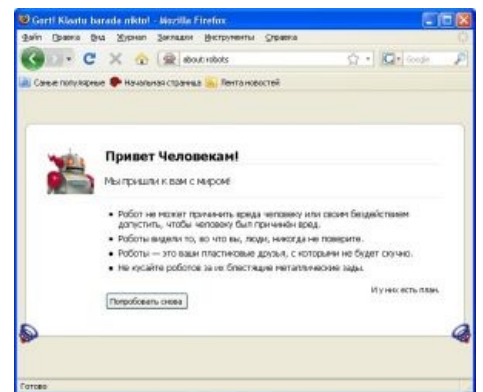 Gort! Klaatu barada nikto! - Mozilla Firefox
Файл Правка Вид Журнал Закладки Инструменты Справка
about:robots Google
Самые популярные Начальная страница Лента новостей
Привет Человекам!
Мы пришли к вам с миром!
• Робот не может причинить вреда человеку или своим бездействием
допустить, чтобы человеку был причинён вред.
• Роботы видели то, во что вы, люди, никогда не поверите.
• Роботы — это ваши пластиковые друзья, с которыми не будет скучно.
• Не кусайте роботов за их блестящие металлические зады.
И у них есть план.
Попробовать снова
Готово